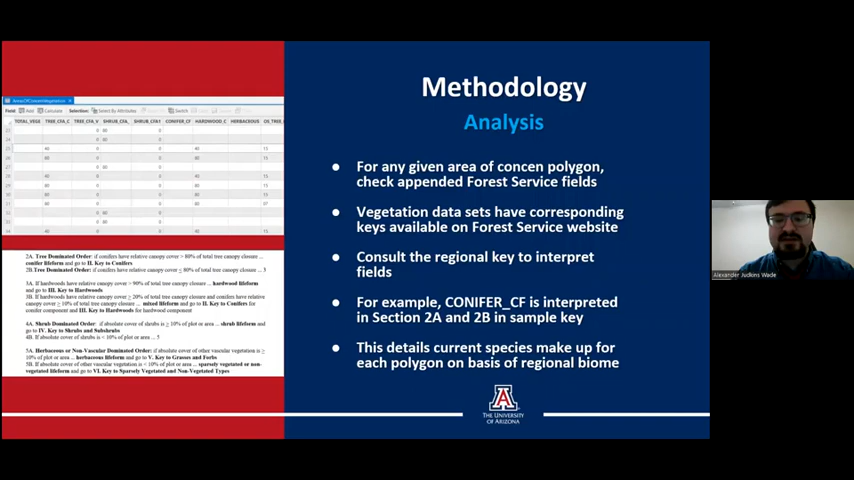 Methodology
Analysis
● For any given area of concen polygon,
check appended Forest Service fields
● Vegetation data sets have corresponding
keys available on Forest Service website
● Consult the regional key to interpret
fields
● For example, CONIFER_CF is interpreted
in Section 2A and 2B in sample key
● This details current species make up for
each polygon on basis of regional biome
THE UNIVERSITY
OF ARIZONA
TOTAL_VEGE TREE_CFA_C TREE_CFA_V SHRUB_CFA_ SHRUB_CFA1 CONIFER_CF HARDWOOD_C HERBACEOUS OS_TREE_
2A. Tree Dominated Order: if conifers have relative canopy cover > 80% of total tree canopy closure ...
conifer lifeform and go to II. Key to Conifers
2B. Tree Dominated Order: if conifers have relative canopy cover ≤ 80% of total tree canopy closure ... 3
3A. If hardwoods have relative canopy cover > 90% of total tree canopy closure ... hardwood lifeform
and go to III. Key to Hardwoods
3B. If hardwoods have relative canopy cover ≥ 20% of total tree canopy closure and conifers have relative
canopy cover ≥ 10% of total tree canopy closure ... mixed lifeform and go to II. Key to Conifers for
conifer component and III. Key to Hardwoods for hardwood component
4A. Shrub Dominated Order: if absolute cover of shrubs is ≥ 10% of plot or area ... shrub lifeform and
go to IV. Key to Shrubs and Subshrubs
4B. If absolute cover of shrubs is < 10% of plot or area ... 5
5A. Herbaceous or Non-Vascular Dominated Order: if absolute cover of other vascular vegetation is ≥
10% of plot or area ... herbaceous lifeform and go to V. Key to Grasses and Forbs
5B. If absolute cover of other vascular vegetation is < 10% of plot or area ... sparsely vegetated or non-
vegetated lifeform and go to VI. Key to Sparsely Vegetated and Non-Vegetated Types
Alexander Judkins Wade